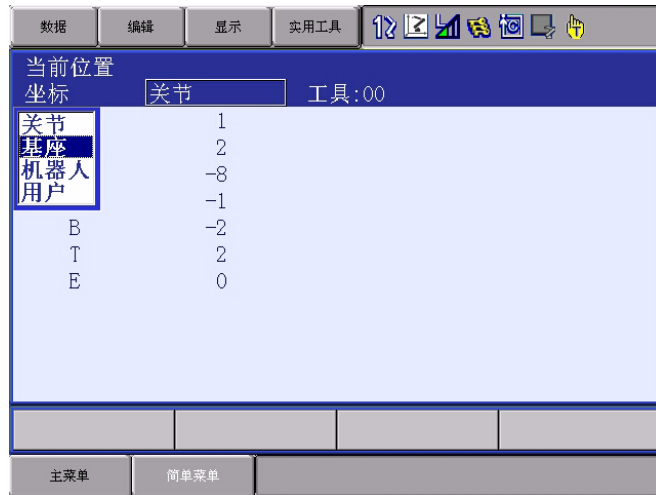 数据 编辑 显示 实用工具
当前位置
坐标 关节 工具:00
关节 1
基座 2
机器人 -8
用户 -1
B -2
T 2
E 0
主菜单 简单菜单